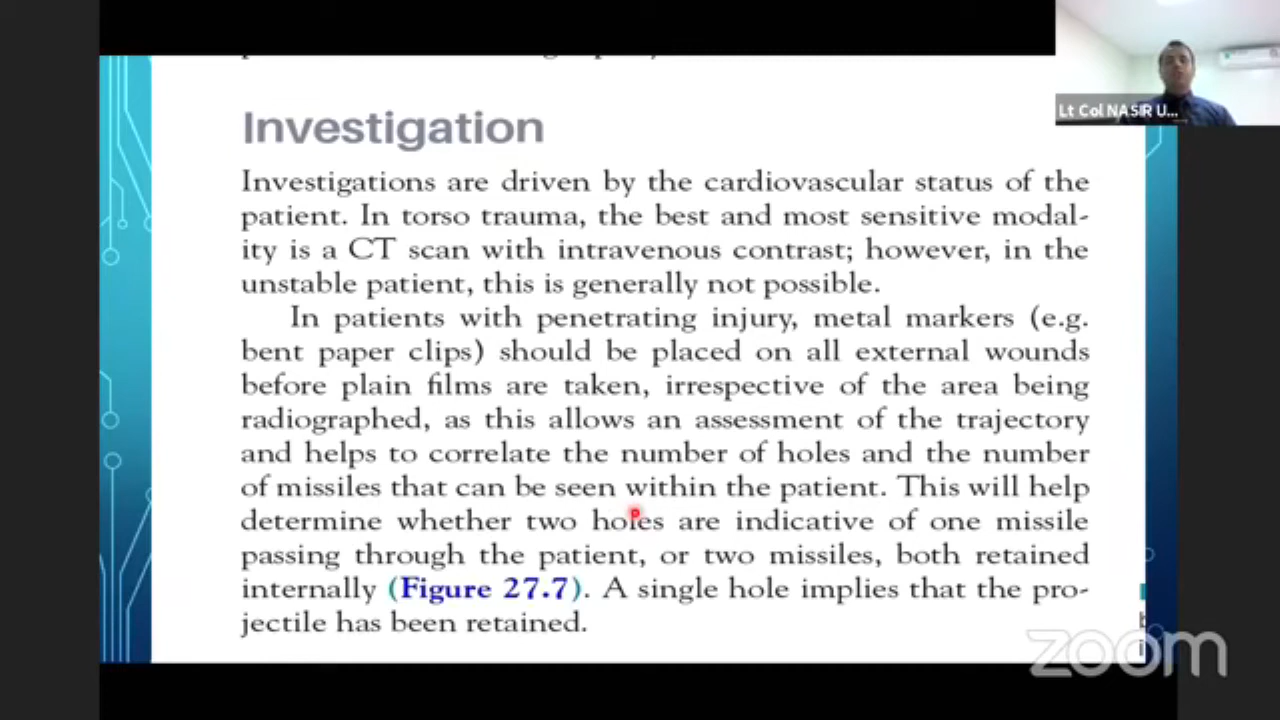 Lt Col NASIR U...
Investigation
Investigations are driven by the cardiovascular status of the
patient. In torso trauma, the best and most sensitive modal-
ity is a CT scan with intravenous contrast; however, in the
unstable patient, this is generally not possible.
In patients with penetrating injury, metal markers (e.g.
bent paper clips) should be placed on all external wounds
before plain films are taken, irrespective of the area being
radiographed, as this allows an assessment of the trajectory
and helps to correlate the number of holes and the number
of missiles that can be seen within the patient. This will help
determine whether two holes are indicative of one missile
passing through the patient, or two missiles, both retained
internally (Figure 27.7). A single hole implies that the pro-
jectile has been retained.
zoom